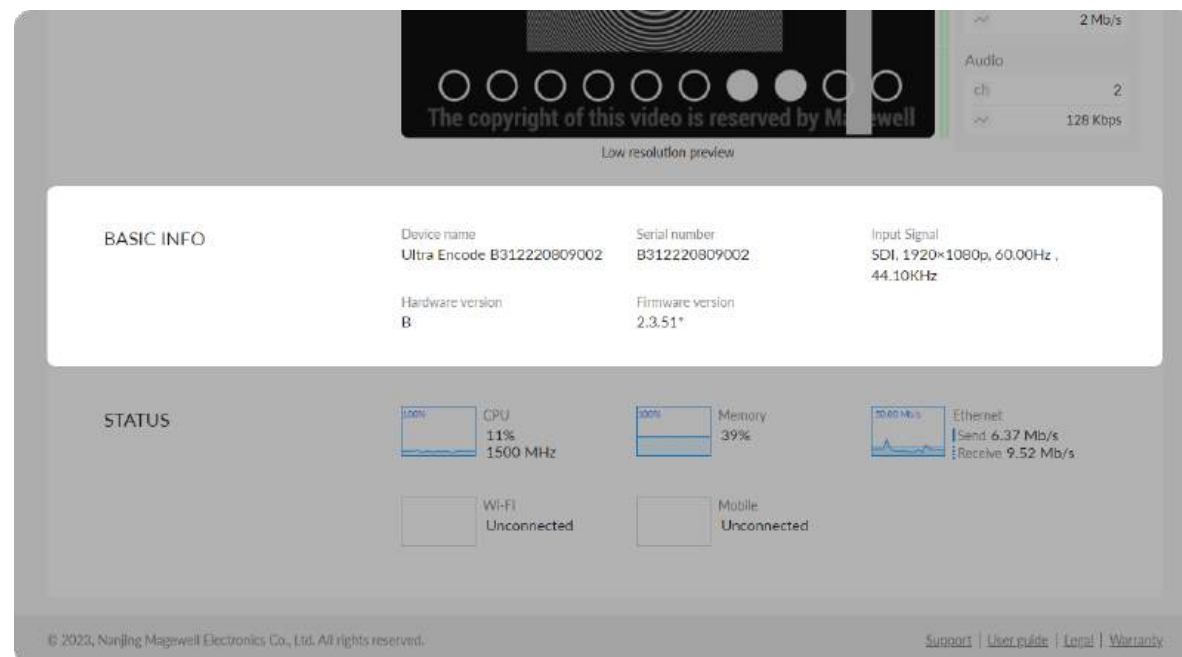 2 Mb/s
Audio
ch 2
128 Kbps
The copyright of this video is reserved by Magewell
Low resolution preview
BASIC INFO
Device name
Ultra Encode B312220809002
Serial number
B312220809002
Input Signal
SDI, 1920×1080p, 60.00Hz ,
44.10KHz
Hardware version
B
Firmware version
2.3.51*
STATUS
100%
CPU
11%
1500 MHz
100%
Memory
39%
50.00 Mb/s
Ethernet
Send 6.37 Mb/s
Receive 9.52 Mb/s
Wi-Fi
Unconnected
Mobile
Unconnected
© 2023, Nanjing Magewell Electronics Co., Ltd. All rights reserved.
Support | User guide | Legal | Warranty